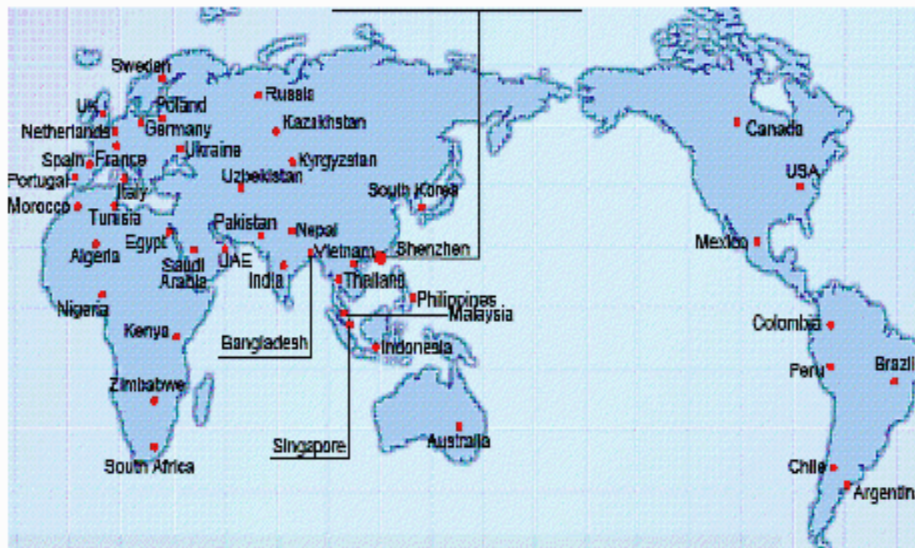 Sweden
Russia
UK
Poland
Netherlands
Germany
Kazakhstan
Canada
Spain
France
Ukraine
Kyrgyzstan
USA
Portugal
Italy
Uzbekistan
South Korea
Morocco
Tunisia
Pakistan
Nepal
Egypt
Algeria
Saudi
Arabia
UAE
India
Vietnam
Shenzhen
Mexico
Thailand
Nigeria
Philippines
Malaysia
Kenya
Bangladesh
Indonesia
Colombia
Peru
Brazil
Zimbabwe
Singapore
Australia
South Africa
Chile
Argentin